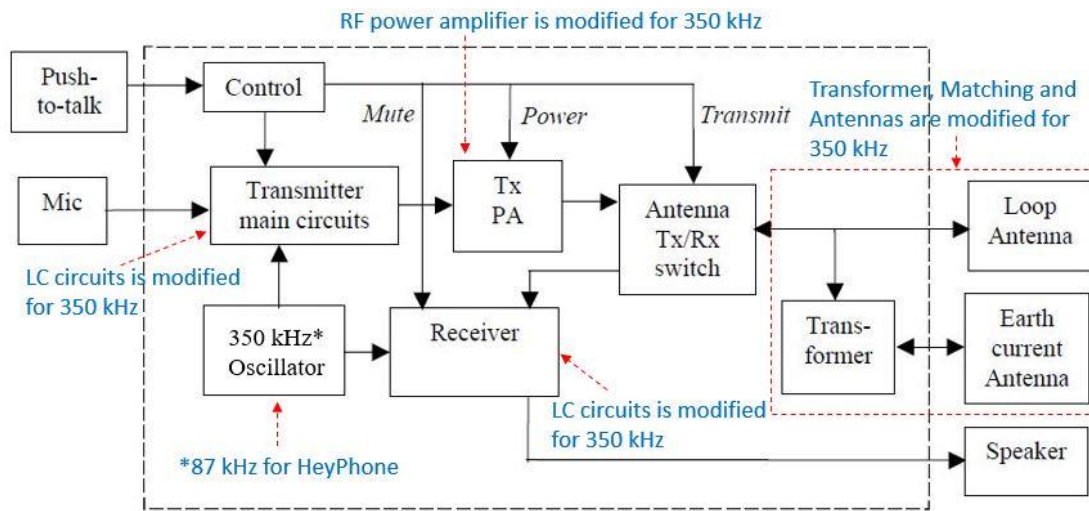 RF power amplifier is modified for 350 kHz
Push-
to-talk
Control
Mute
Power
Transmit
Transformer, Matching and
Antennas are modified for
350 kHz
Mic
Transmitter
main circuits
Tx
PA
Antenna
Tx/Rx
switch
Loop
Antenna
LC circuits is modified
for 350 kHz
350 kHz*
Oscillator
Receiver
Trans-
former
Earth
current
Antenna
LC circuits is modified
for 350 kHz
*87 kHz for HeyPhone
Speaker